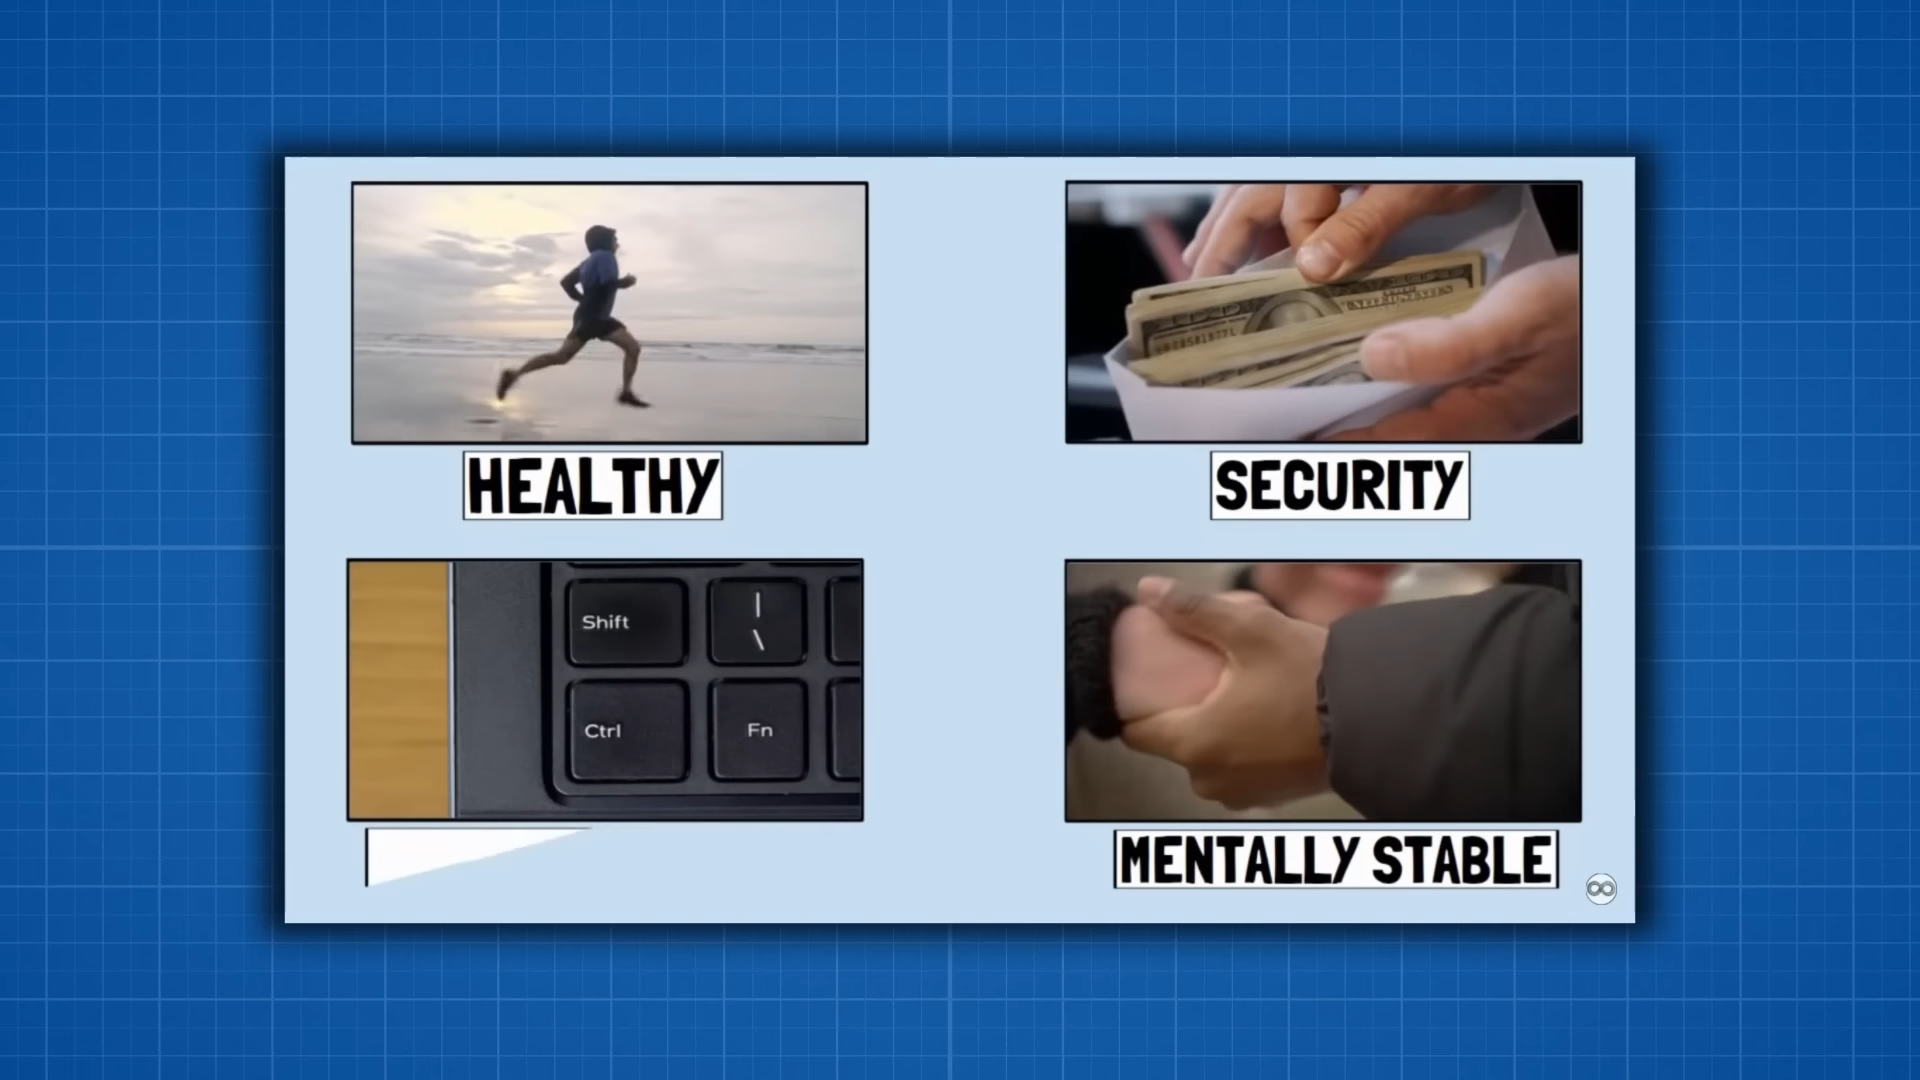 HEALTHY
SECURITY
Shift
|
\
Ctrl
Fn
MENTALLY STABLE